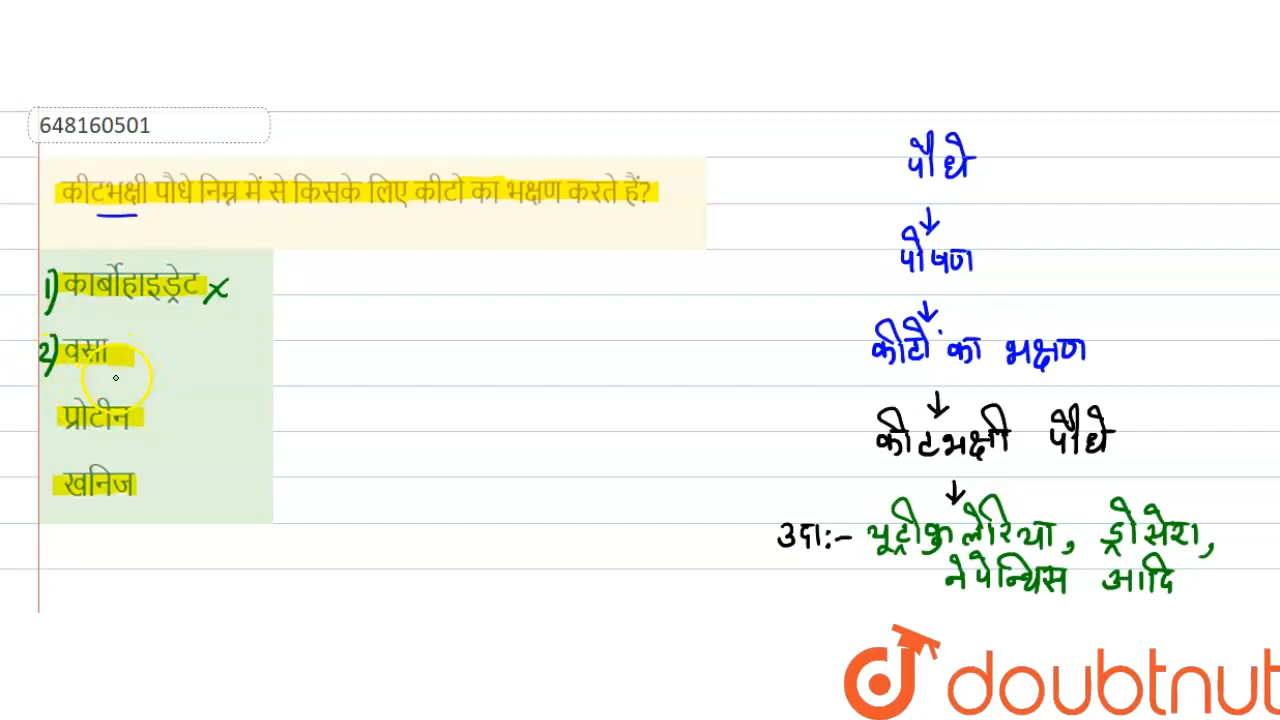 648160501
कीटभक्षी पौधे निम्न में से किसके लिए कीटो का भक्षण करते हैं?
1) कार्बोहाइड्रेट ×
2) वसा
प्रोटीन
खनिज
पौधे
↓
पोषण
↓
कीटों का भक्षण
↓
कीटभक्षी पौधे
↓
उदा:- यूट्रीकुलेरिया, ड्रोसेरा,
नेपेन्थिस आदि
doubtnut